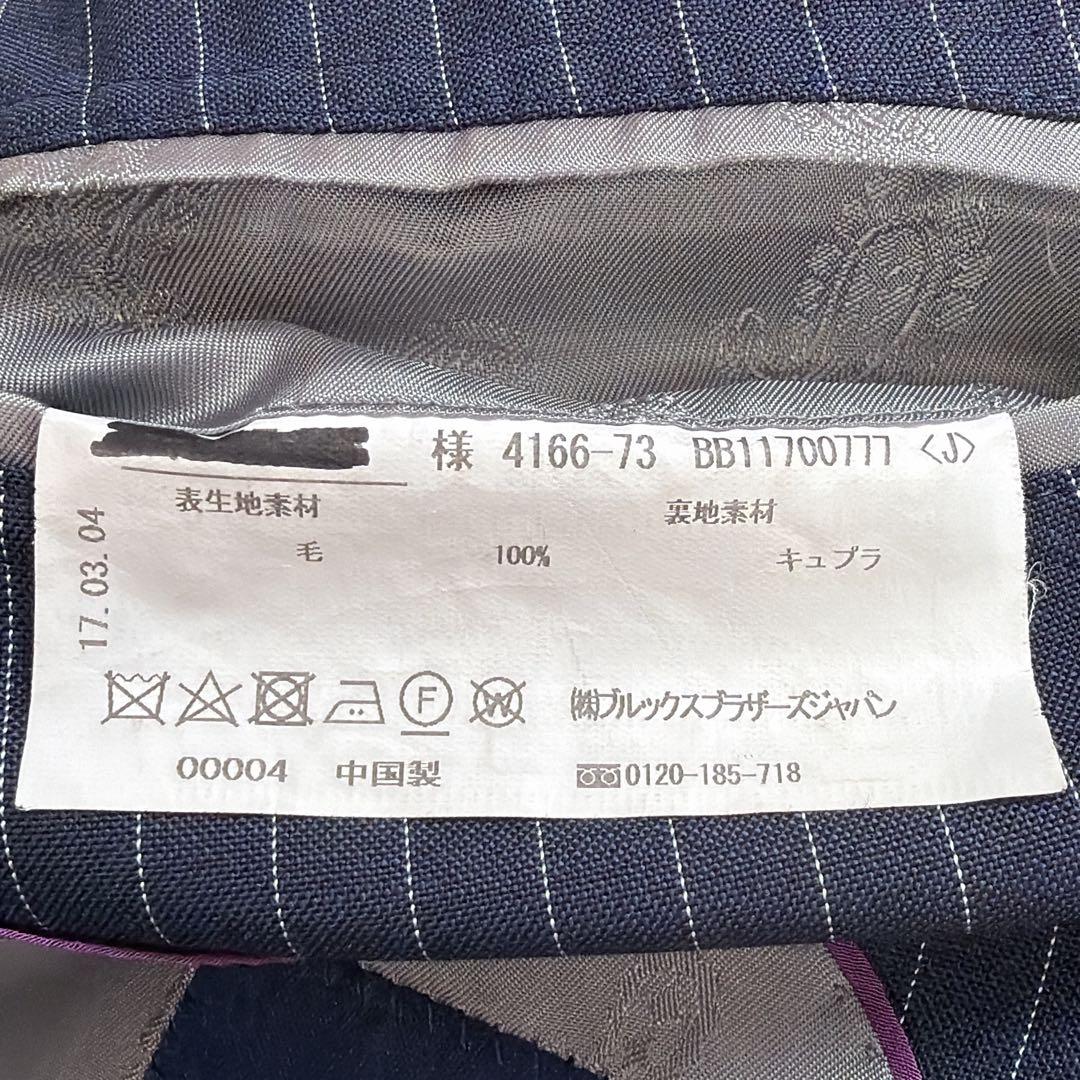 様 4166-73 BB11700777 〈J〉
表生地素材 裏地素材
毛 100% キュプラ
17.03.04
F W ㈱ブルックスブラザーズジャパン
00004 中国製 0120-185-718